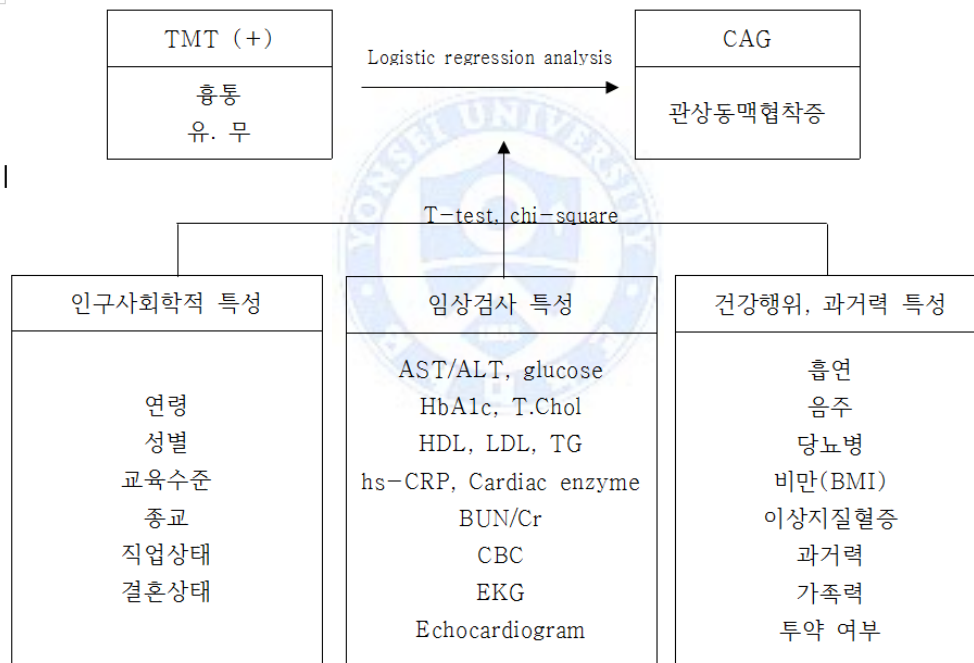 TMT (+)
흉통
유. 무
Logistic regression analysis
CAG
관상동맥협착증
YONSEI UNIVERSITY
T-test, chi-square
인구사회학적 특성
연령
성별
교육수준
종교
직업상태
결혼상태
임상검사 특성
AST/ALT, glucose
HbA1c, T.Chol
HDL, LDL, TG
hs-CRP, Cardiac enzyme
BUN/Cr
CBC
EKG
Echocardiogram
건강행위, 과거력 특성
흡연
음주
당뇨병
비만(BMI)
이상지질혈증
과거력
가족력
투약 여부